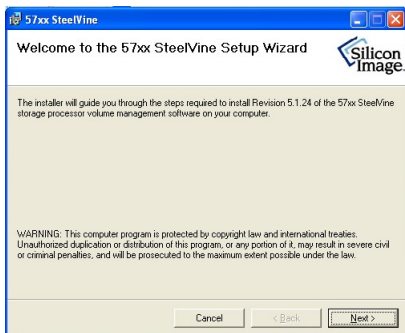 57xx SteelVine
Welcome to the 57xx SteelVine Setup Wizard
Silicon
Image
The installer will guide you through the steps required to install Revision 5.1.24 of the 57xx SteelVine
storage processor volume management software on your computer.
WARNING: This computer program is protected by copyright law and international treaties.
Unauthorized duplication or distribution of this program, or any portion of it, may result in severe civil
or criminal penalties, and will be prosecuted to the maximum extent possible under the law.
Cancel < Back Next >